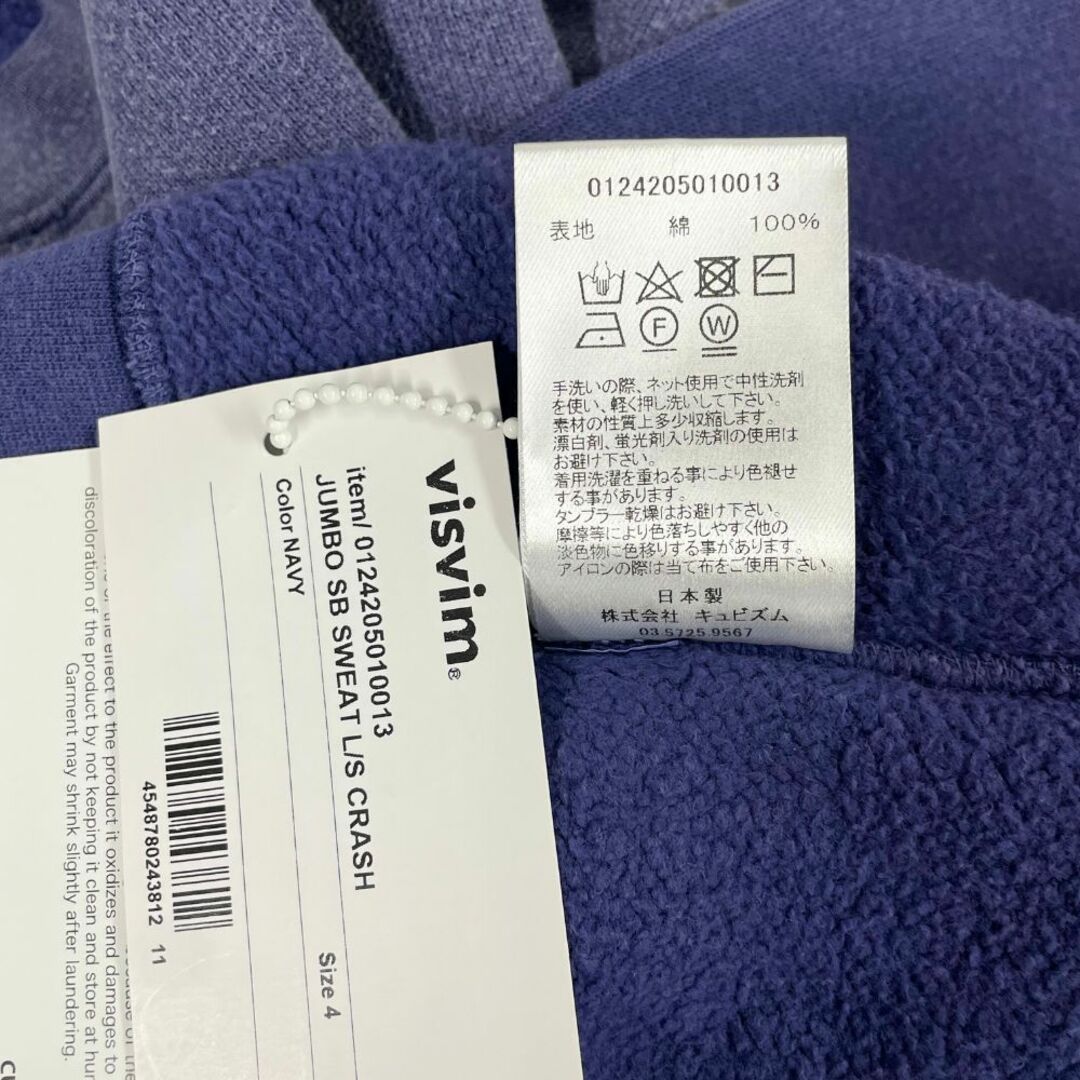 0124205010013
表地 綿 100%
F W
手洗いの際、ネット使用で中性洗剤
を使い、軽く押し洗いして下さい。
素材の性質上多少収縮します。
漂白剤、蛍光剤入り洗剤の使用は
お避け下さい。
着用洗濯を重ねる事により色褪せ
する事があります。
タンブラー乾燥はお避け下さい。
摩擦等により色落ちしやすく他の
淡色物に色移りする事があります。
アイロンの際は当て布をご使用下さい。
日本製
株式会社 キュビズム
03.5725.9567
visvim®
item/ 0124205010013
JUMBO SB SWEAT L/S CRASH
Color NAVY
Size 4
4548780243812 11
the effect to the product it oxidizes and damages to
discoloration of the product by not keeping it clean and store at
Garment may shrink slightly after laundering.